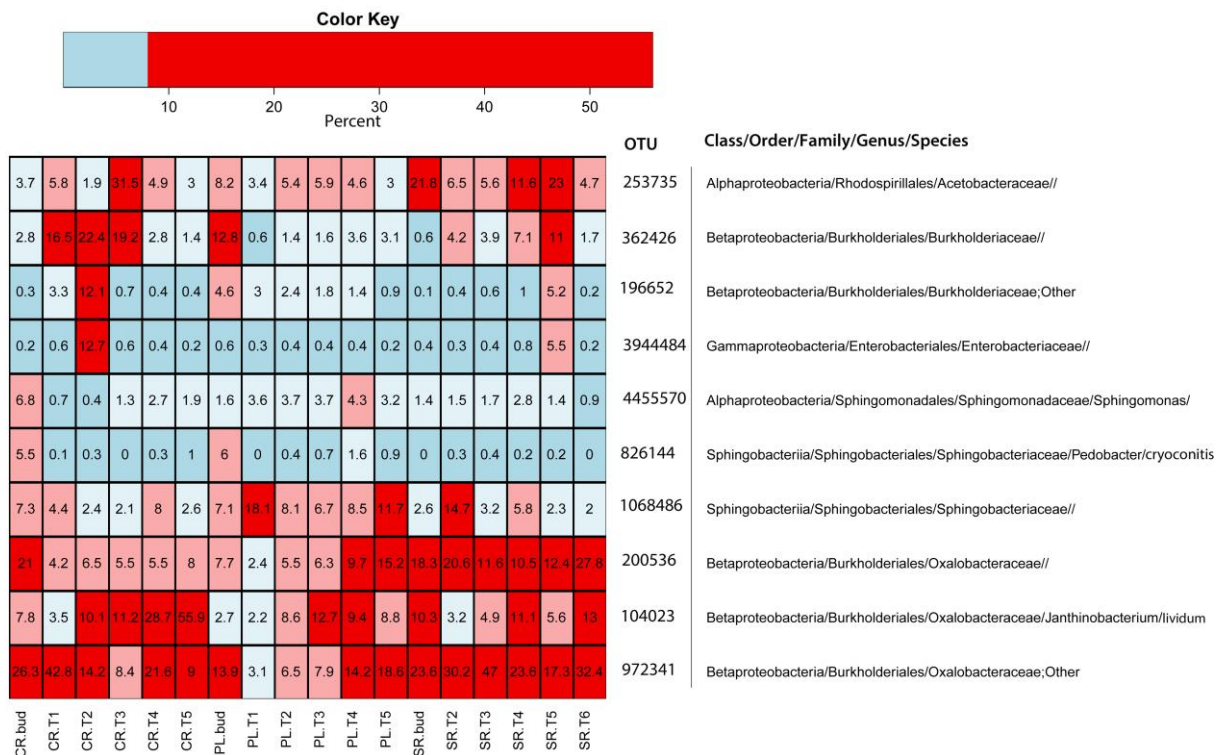 Color Key
10 20 30 40 50
Percent
OTU Class/Order/Family/Genus/Species
3.7 5.8 1.9 31.5 4.9 3 8.2 3.4 5.4 5.9 4.6 3 21.8 6.5 5.6 11.6 23 4.7 253735 Alphaproteobacteria/Rhodospirillales/Acetobacteraceae//
2.8 16.5 22.4 19.2 2.8 1.4 12.8 0.6 1.4 1.6 3.6 3.1 0.6 4.2 3.9 7.1 11 1.7 362426 Betaproteobacteria/Burkholderiales/Burkholderiaceae//
0.3 3.3 12.1 0.7 0.4 0.4 4.6 3 2.4 1.8 1.4 0.9 0.1 0.4 0.6 1 5.2 0.2 196652 Betaproteobacteria/Burkholderiales/Burkholderiaceae;Other
0.2 0.6 12.7 0.6 0.4 0.2 0.6 0.3 0.4 0.4 0.4 0.2 0.4 0.3 0.4 0.8 5.5 0.2 3944484 Gammaproteobacteria/Enterobacteriales/Enterobacteriaceae//
6.8 0.7 0.4 1.3 2.7 1.9 1.6 3.6 3.7 3.7 4.3 3.2 1.4 1.5 1.7 2.8 1.4 0.9 4455570 Alphaproteobacteria/Sphingomonadales/Sphingomonadaceae/Sphingomonas/
5.5 0.1 0.3 0 0.3 1 6 0 0.4 0.7 1.6 0.9 0 0.3 0.4 0.2 0.2 0 826144 Sphingobacteriia/Sphingobacteriales/Sphingobacteriaceae/Pedobacter/cryoconitis
7.3 4.4 2.4 2.1 8 2.6 7.1 18.1 8.1 6.7 8.5 11.7 2.6 14.7 3.2 5.8 2.3 2 1068486 Sphingobacteriia/Sphingobacteriales/Sphingobacteriaceae//
21 4.2 6.5 5.5 5.5 8 7.7 2.4 5.5 6.3 9.7 15.2 18.3 20.6 11.6 10.5 12.4 27.8 200536 Betaproteobacteria/Burkholderiales/Oxalobacteraceae//
7.8 3.5 10.1 11.2 28.7 55.9 2.7 2.2 8.6 12.7 9.4 8.8 10.3 3.2 4.9 11.1 5.6 13 104023 Betaproteobacteria/Burkholderiales/Oxalobacteraceae/Janthinobacterium/lividum
26.3 42.8 14.2 8.4 21.6 9 13.9 3.1 6.5 7.9 14.2 18.6 23.6 30.2 47 23.6 17.3 32.4 972341 Betaproteobacteria/Burkholderiales/Oxalobacteraceae;Other
CR.bud CR.T1 CR.T2 CR.T3 CR.T4 CR.T5 PL.bud PL.T1 PL.T2 PL.T3 PL.T4 PL.T5 SR.bud SR.T2 SR.T3 SR.T4 SR.T5 SR.T6